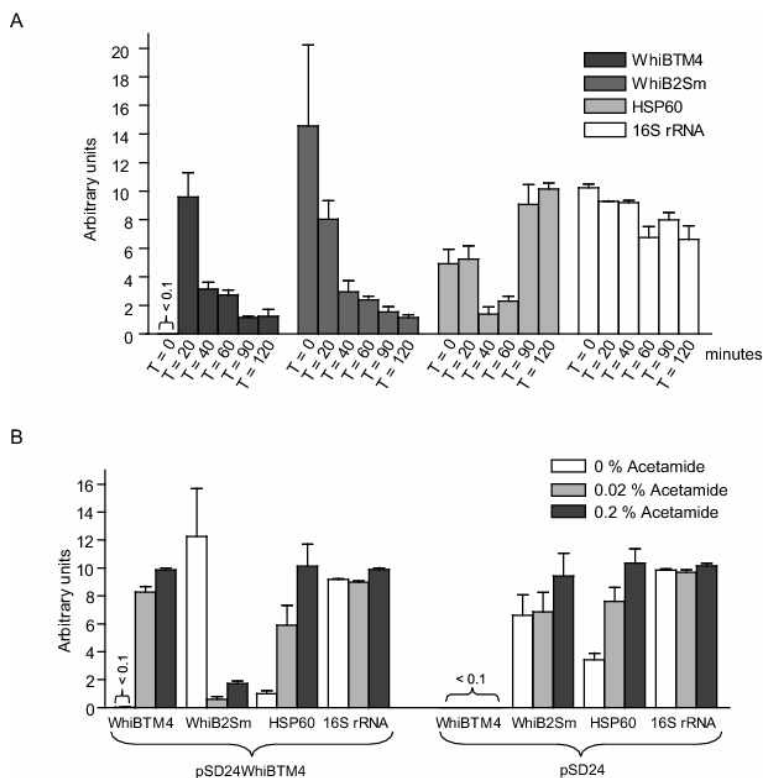 A
Arbitrary units
20
18
16
14
12
10
8
6
4
2
0
WhiBTM4
WhiB2Sm
HSP60
16S rRNA
< 0.1
T = 0
T = 20
T = 40
T = 60
T = 90
T = 120
T = 0
T = 20
T = 40
T = 60
T = 90
T = 120
T = 0
T = 20
T = 40
T = 60
T = 90
T = 120
T = 0
T = 20
T = 40
T = 60
T = 90
T = 120
minutes
B
Arbitrary units
16
14
12
10
8
6
4
2
0
0 % Acetamide
0.02 % Acetamide
0.2 % Acetamide
< 0.1
< 0.1
WhiBTM4 WhiB2Sm HSP60 16S rRNA
WhiBTM4 WhiB2Sm HSP60 16S rRNA
pSD24WhiBTM4
pSD24